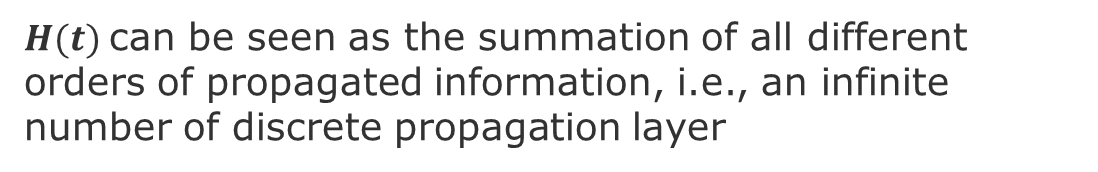 H(t) can be seen as the summation of all different
orders of propagated information, i.e., an infinite
number of discrete propagation layer